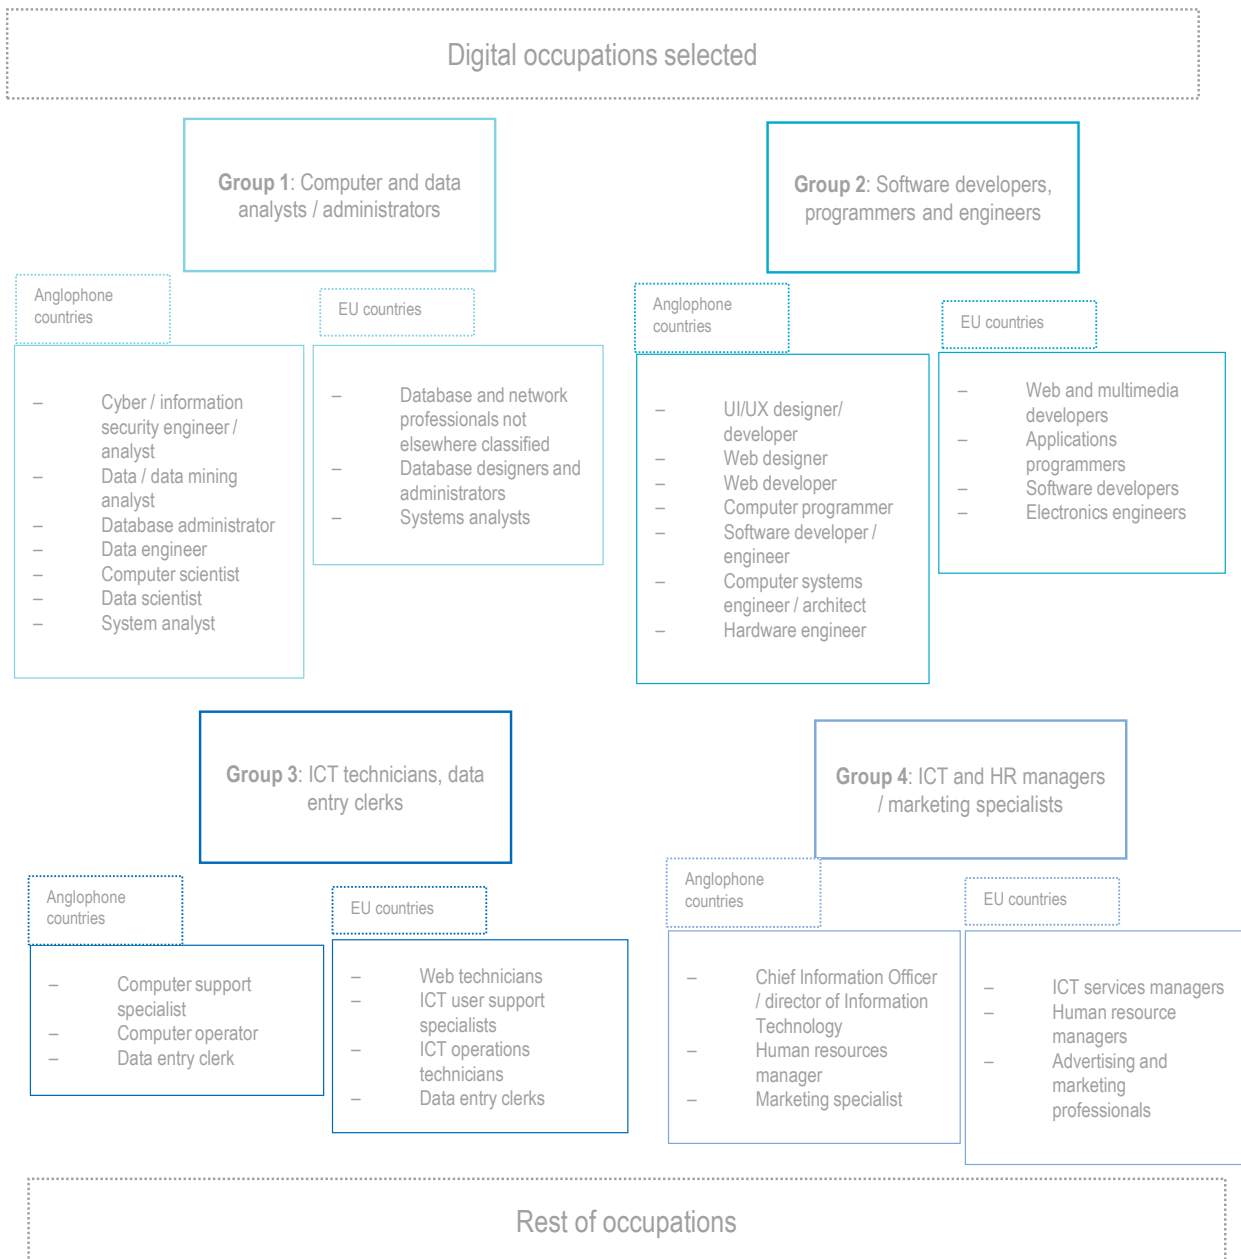 Digital occupations selected
Group 1: Computer and data
analysts / administrators
Anglophone
countries
– Cyber / information
security engineer /
analyst
– Data / data mining
analyst
– Database administrator
– Data engineer
– Computer scientist
– Data scientist
– System analyst
EU countries
– Database and network
professionals not
elsewhere classified
– Database designers and
administrators
– Systems analysts
Group 2: Software developers,
programmers and engineers
Anglophone
countries
– UI/UX designer/
developer
– Web designer
– Web developer
– Computer programmer
– Software developer /
engineer
– Computer systems
engineer / architect
– Hardware engineer
EU countries
– Web and multimedia
developers
– Applications
programmers
– Software developers
– Electronics engineers
Group 3: ICT technicians, data
entry clerks
Anglophone
countries
– Computer support
specialist
– Computer operator
– Data entry clerk
EU countries
– Web technicians
– ICT user support
specialists
– ICT operations
technicians
– Data entry clerks
Group 4: ICT and HR managers
/ marketing specialists
Anglophone
countries
– Chief Information Officer
/ director of Information
Technology
– Human resources
manager
– Marketing specialist
EU countries
– ICT services managers
– Human resource
managers
– Advertising and
marketing
professionals
Rest of occupations